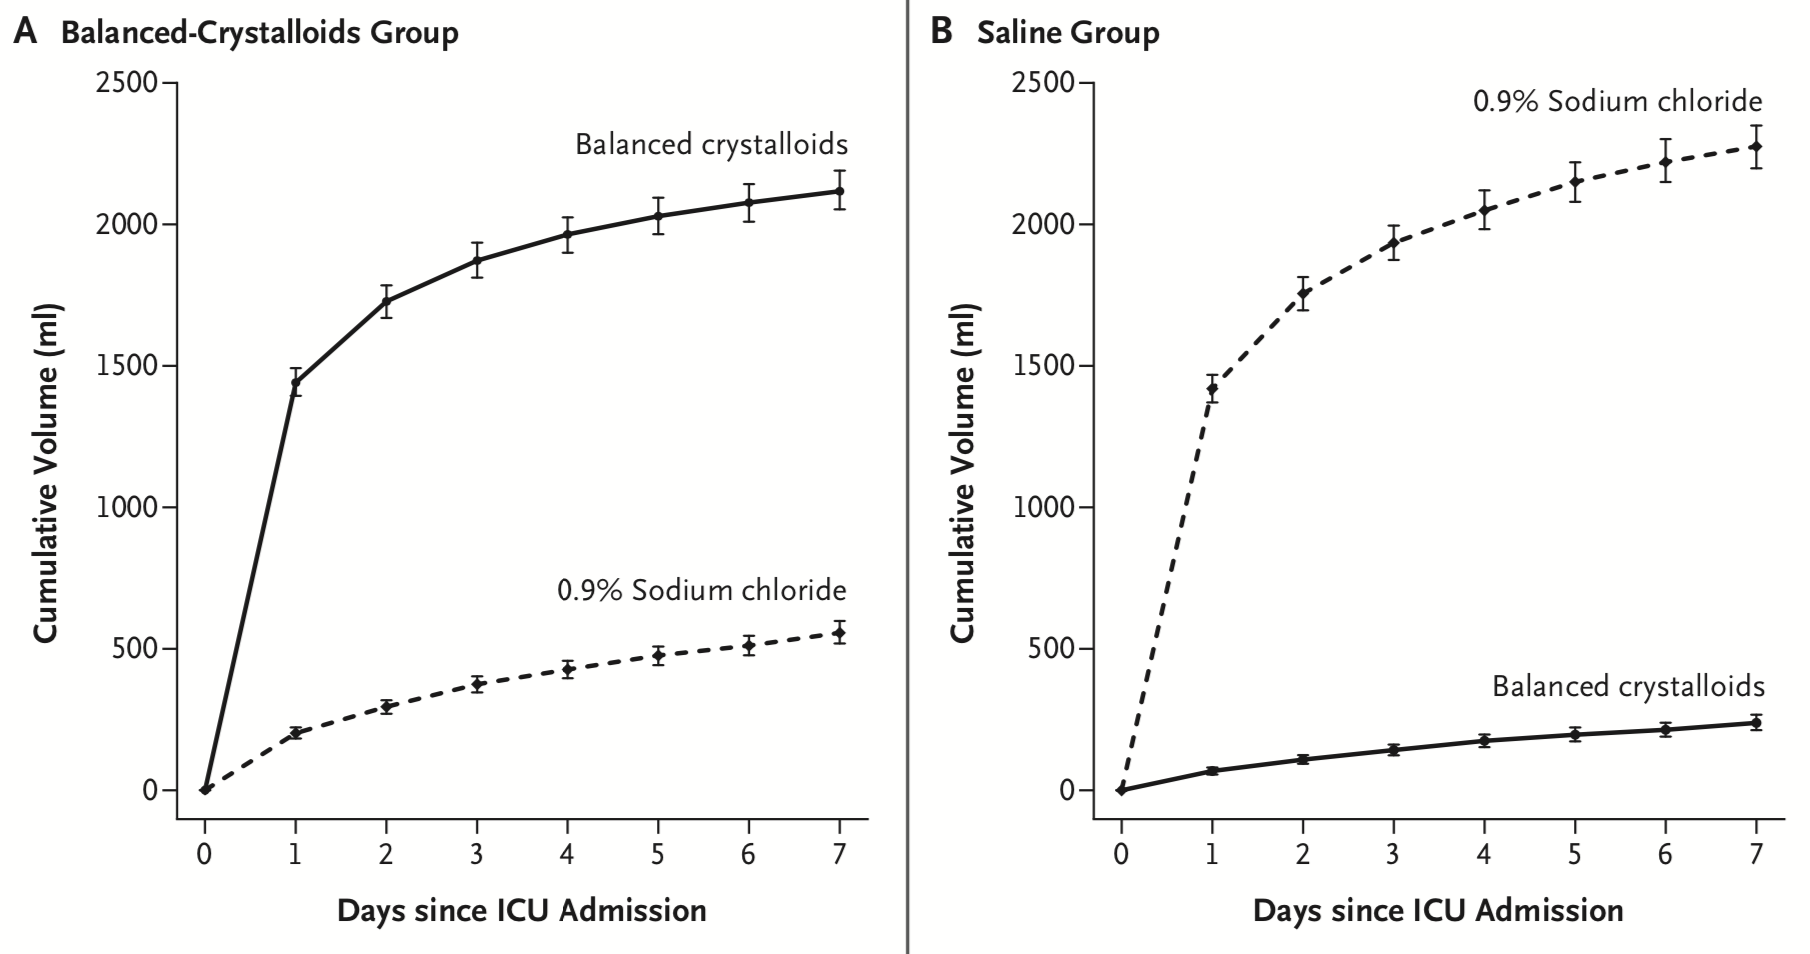 A Balanced-Crystalloids Group
2500
2000
1500
1000
500
0
Cumulative Volume (ml)
Balanced crystalloids
0.9% Sodium chloride
0 1 2 3 4 5 6 7
Days since ICU Admission
B Saline Group
2500
2000
1500
1000
500
0
Cumulative Volume (ml)
0.9% Sodium chloride
Balanced crystalloids
0 1 2 3 4 5 6 7
Days since ICU Admission